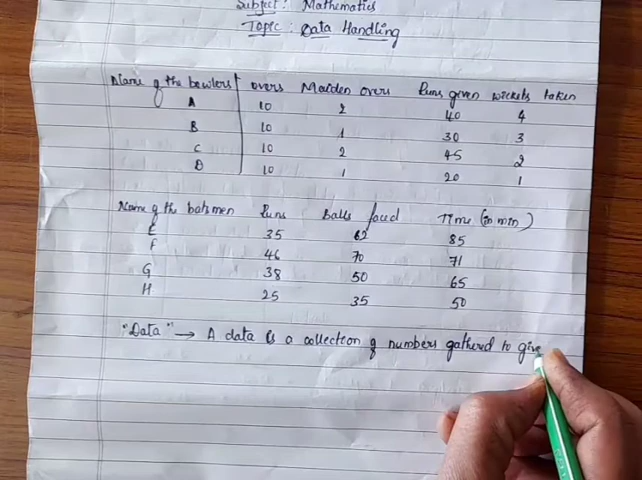 Subject: Mathematics
Topic: Data Handling
Name of the bowlers overs Maiden overs Runs given wickets taken
A 10 2 40 4
B 10 1 30 3
C 10 2 45 2
D 10 1 20 1
Name of the batsmen Runs Balls faced Time (in min)
E 35 62 85
F 46 70 71
G 38 50 65
H 25 35 50
"Data" → A data is a collection of numbers gathered to give